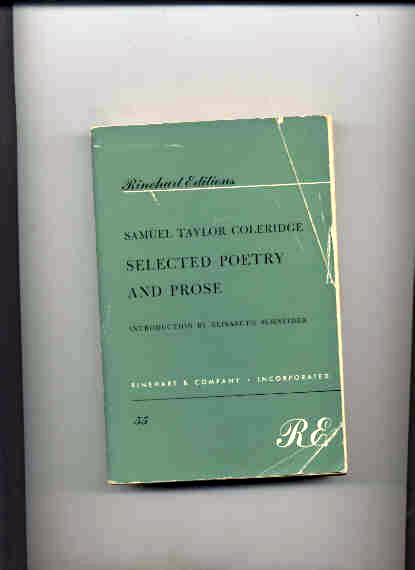 Rinehart Editions
SAMUEL TAYLOR COLERIDGE
SELECTED POETRY
AND PROSE
INTRODUCTION BY ELISABETH SCHNEIDER
RINEHART & COMPANY • INCORPORATED
55
RE